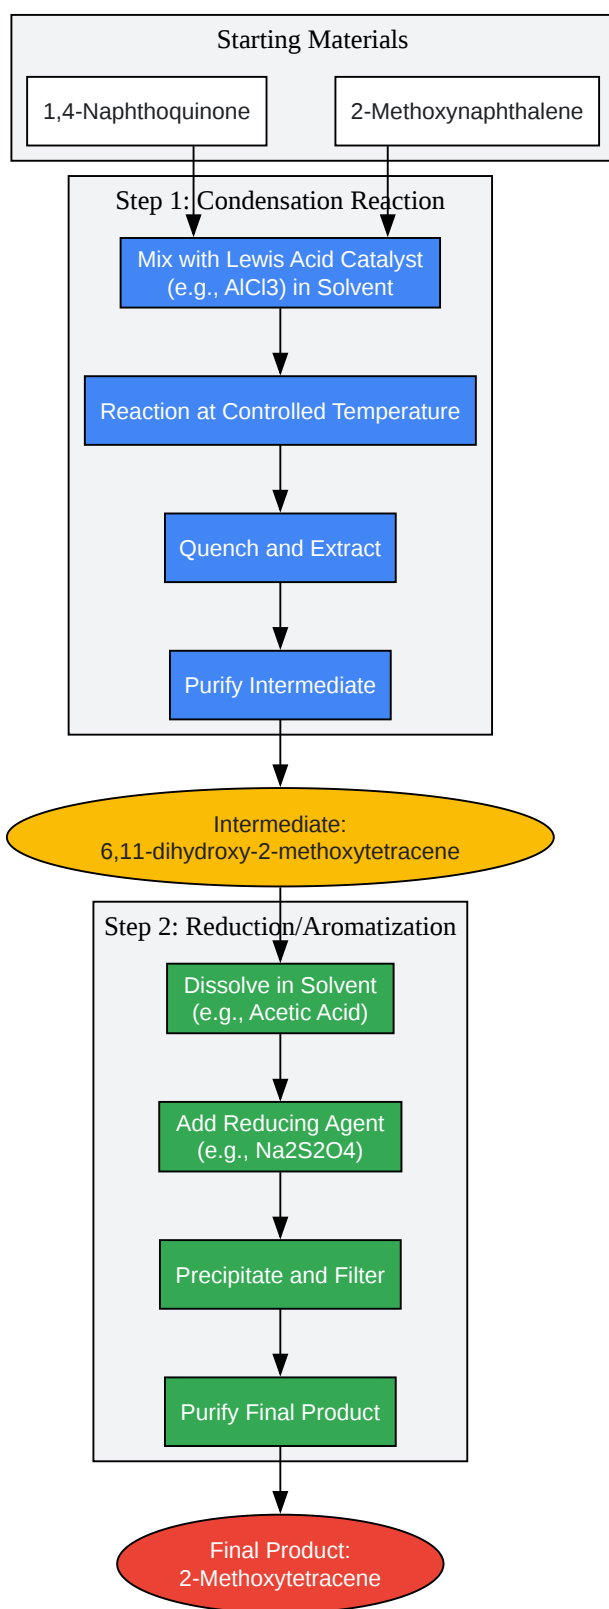 Starting Materials
1,4-Naphthoquinone
2-Methoxynaphthalene
Step 1: Condensation Reaction
Mix with Lewis Acid Catalyst
(e.g., AlCl3) in Solvent
Reaction at Controlled Temperature
Quench and Extract
Purify Intermediate
Intermediate:
6,11-dihydroxy-2-methoxytetracene
Step 2: Reduction/Aromatization
Dissolve in Solvent
(e.g., Acetic Acid)
Add Reducing Agent
(e.g., Na2S2O4)
Precipitate and Filter
Purify Final Product
Final Product:
2-Methoxytetracene